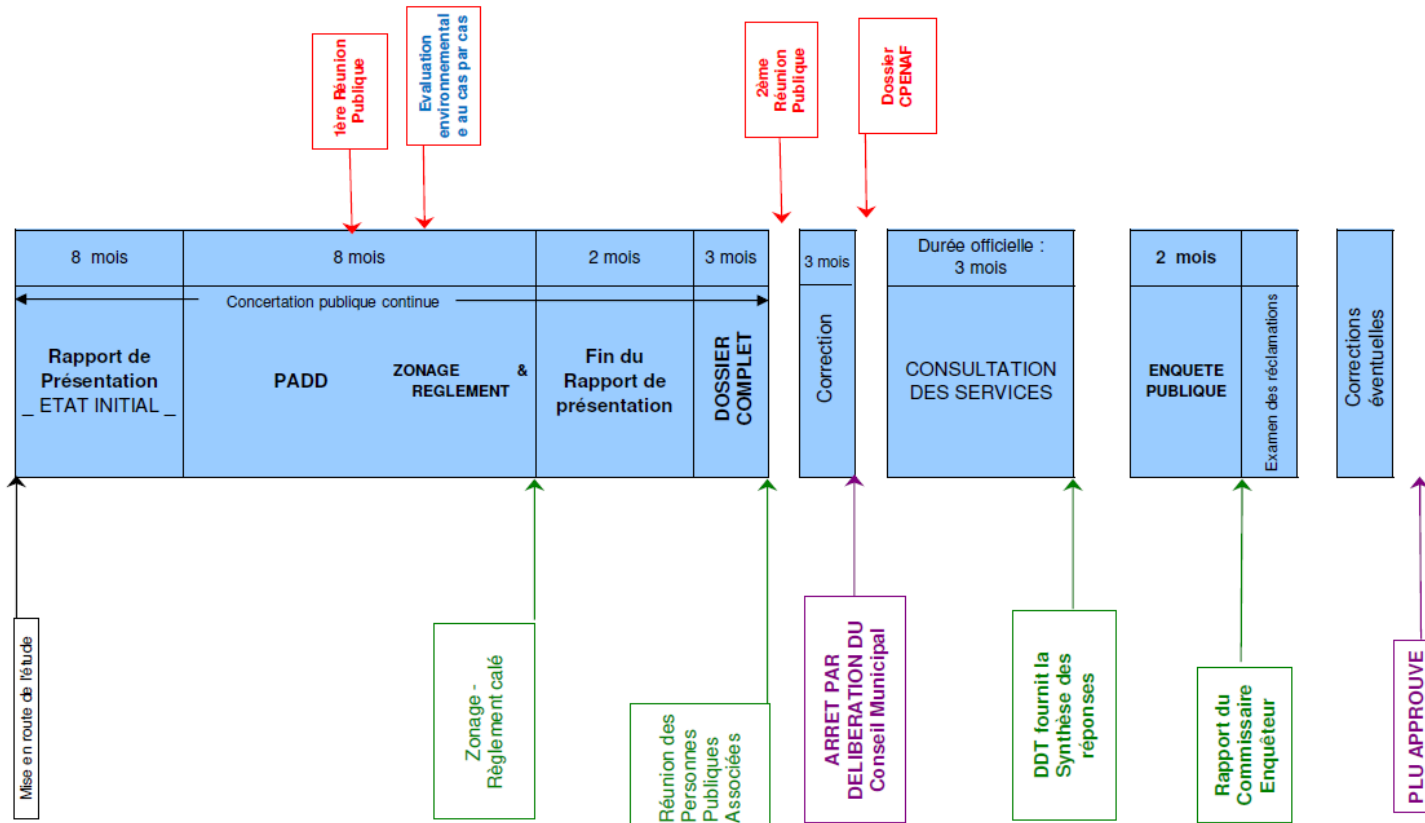 1ère Réunion
Publique
Evaluation
environnemental
e au cas par cas
2ème
Réunion
Publique
Dossier
CPENAF
8 mois
8 mois
2 mois
3 mois
3 mois
Durée officielle :
3 mois
2 mois
Concertation publique continue
Rapport de
Présentation
_ ETAT INITIAL _
PADD
ZONAGE &
REGLEMENT
Fin du
Rapport de
présentation
DOSSIER
COMPLET
Correction
CONSULTATION
DES SERVICES
ENQUETE
PUBLIQUE
Examen des réclamations
Corrections
éventuelles
Mise en route de l'étude
Zonage -
Règlement calé
Réunion des
Personnes
Publiques
Associées
ARRET PAR
DELIBERATION DU
Conseil Municipal
DDT fournit la
Synthèse des
réponses
Rapport du
Commissaire
Enquêteur
PLU APPROUVE